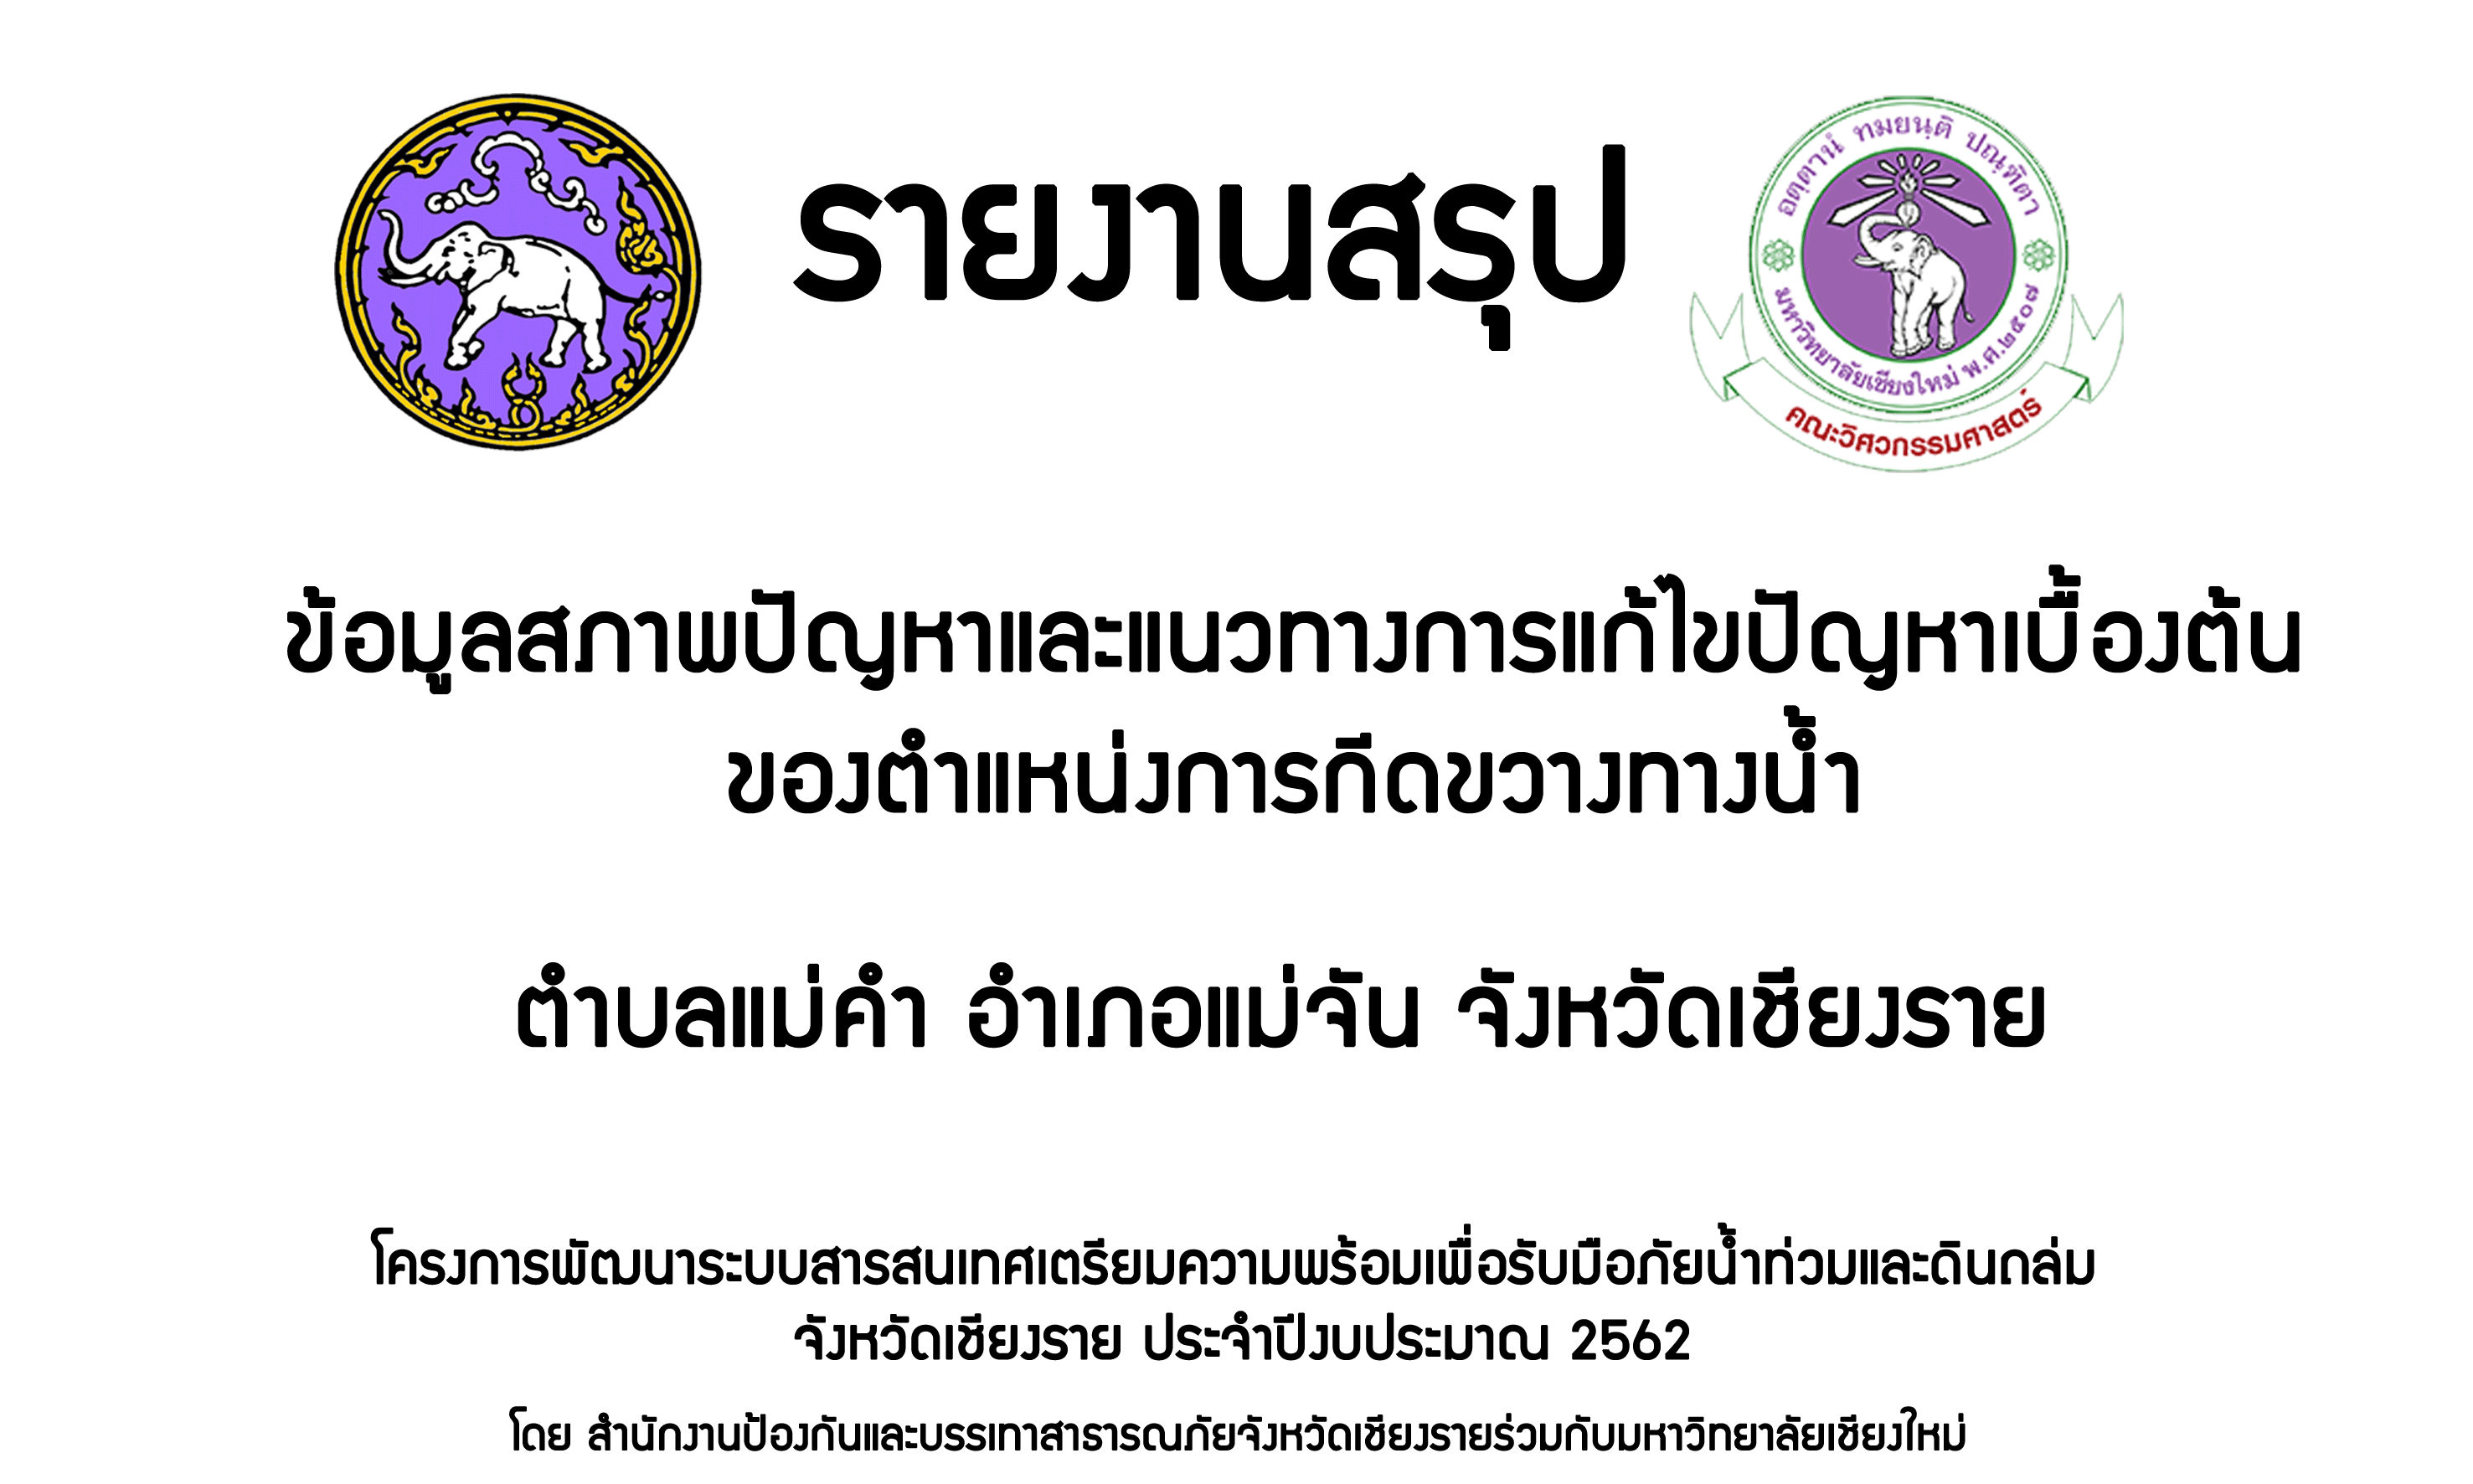 รายงานสรุป
อตฺตานํ ทมยนฺติ ปณฺฑิตา
มหาวิทยาลัยเชียงใหม่ พ.ศ.๒๕๐๗
คณะวิศวกรรมศาสตร์
ข้อมูลสภาพปัญหาและแนวทางการแก้ไขปัญหาเบื้องต้น
ของตำแหน่งการกีดขวางทางน้ำ
ตำบลแม่คำ อำเภอแม่จัน จังหวัดเชียงราย
โครงการพัฒนาระบบสารสนเทศเตรียมความพร้อมเพื่อรับมือภัยน้ำท่วมและดินถล่ม
จังหวัดเชียงราย ประจำปีงบประมาณ 2562
โดย สำนักงานป้องกันและบรรเทาสาธารณภัยจังหวัดเชียงรายร่วมกับมหาวิทยาลัยเชียงใหม่